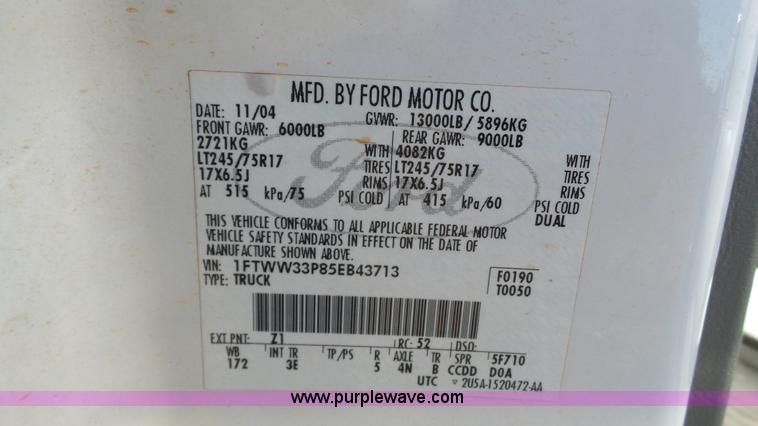 MFD. BY FORD MOTOR CO.
DATE: 11/04 GVWR: 13000LB/ 5896KG
FRONT GAWR: 6000LB REAR GAWR: 9000LB
2721KG WITH 4082KG WITH
LT245/75R17 TIRES LT245/75R17 TIRES
17X6.5J RIMS 17X6.5J RIMS
AT 515 kPa/75 PSI COLD AT 415 kPa/60 PSI COLD
DUAL
Ford
THIS VEHICLE CONFORMS TO ALL APPLICABLE FEDERAL MOTOR
VEHICLE SAFETY STANDARDS IN EFFECT ON THE DATE OF
MANUFACTURE SHOWN ABOVE.
VIN: 1FTWW33P85EB43713 F0190
TYPE: TRUCK T0050
EXT PNT: Z1 RC: 52 DSO:
WB INT TR TP/PS R AXLE TR SPR 5F710
172 3E 5 4N B CCDD DOA
UTC 2U5A-1520472-AA
www.purplewave.com